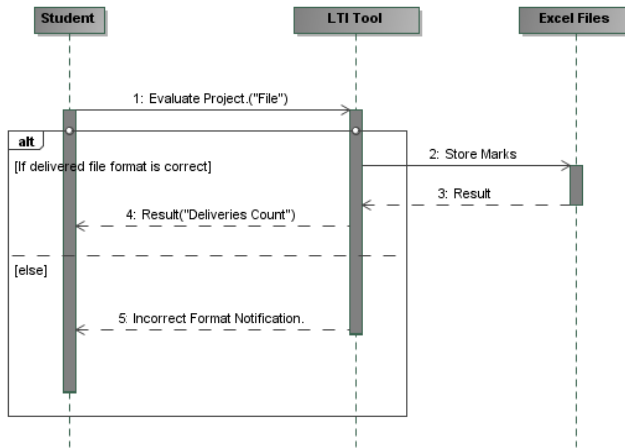 Student
LTI Tool
Excel Files
1: Evaluate Project.("File")
alt
[If delivered file format is correct]
2: Store Marks
3: Result
4: Result("Deliveries Count")
[else]
5: Incorrect Format Notification.